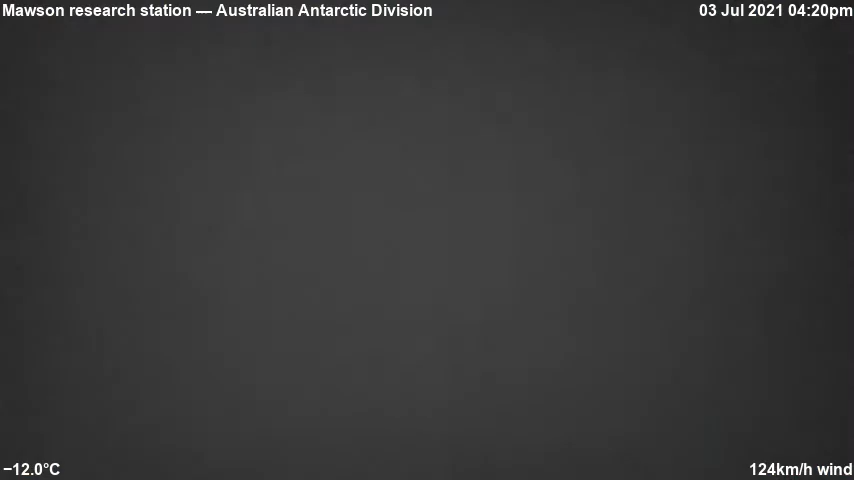 Mawson research station — Australian Antarctic Division
03 Jul 2021 04:20pm
−12.0°C
124km/h wind